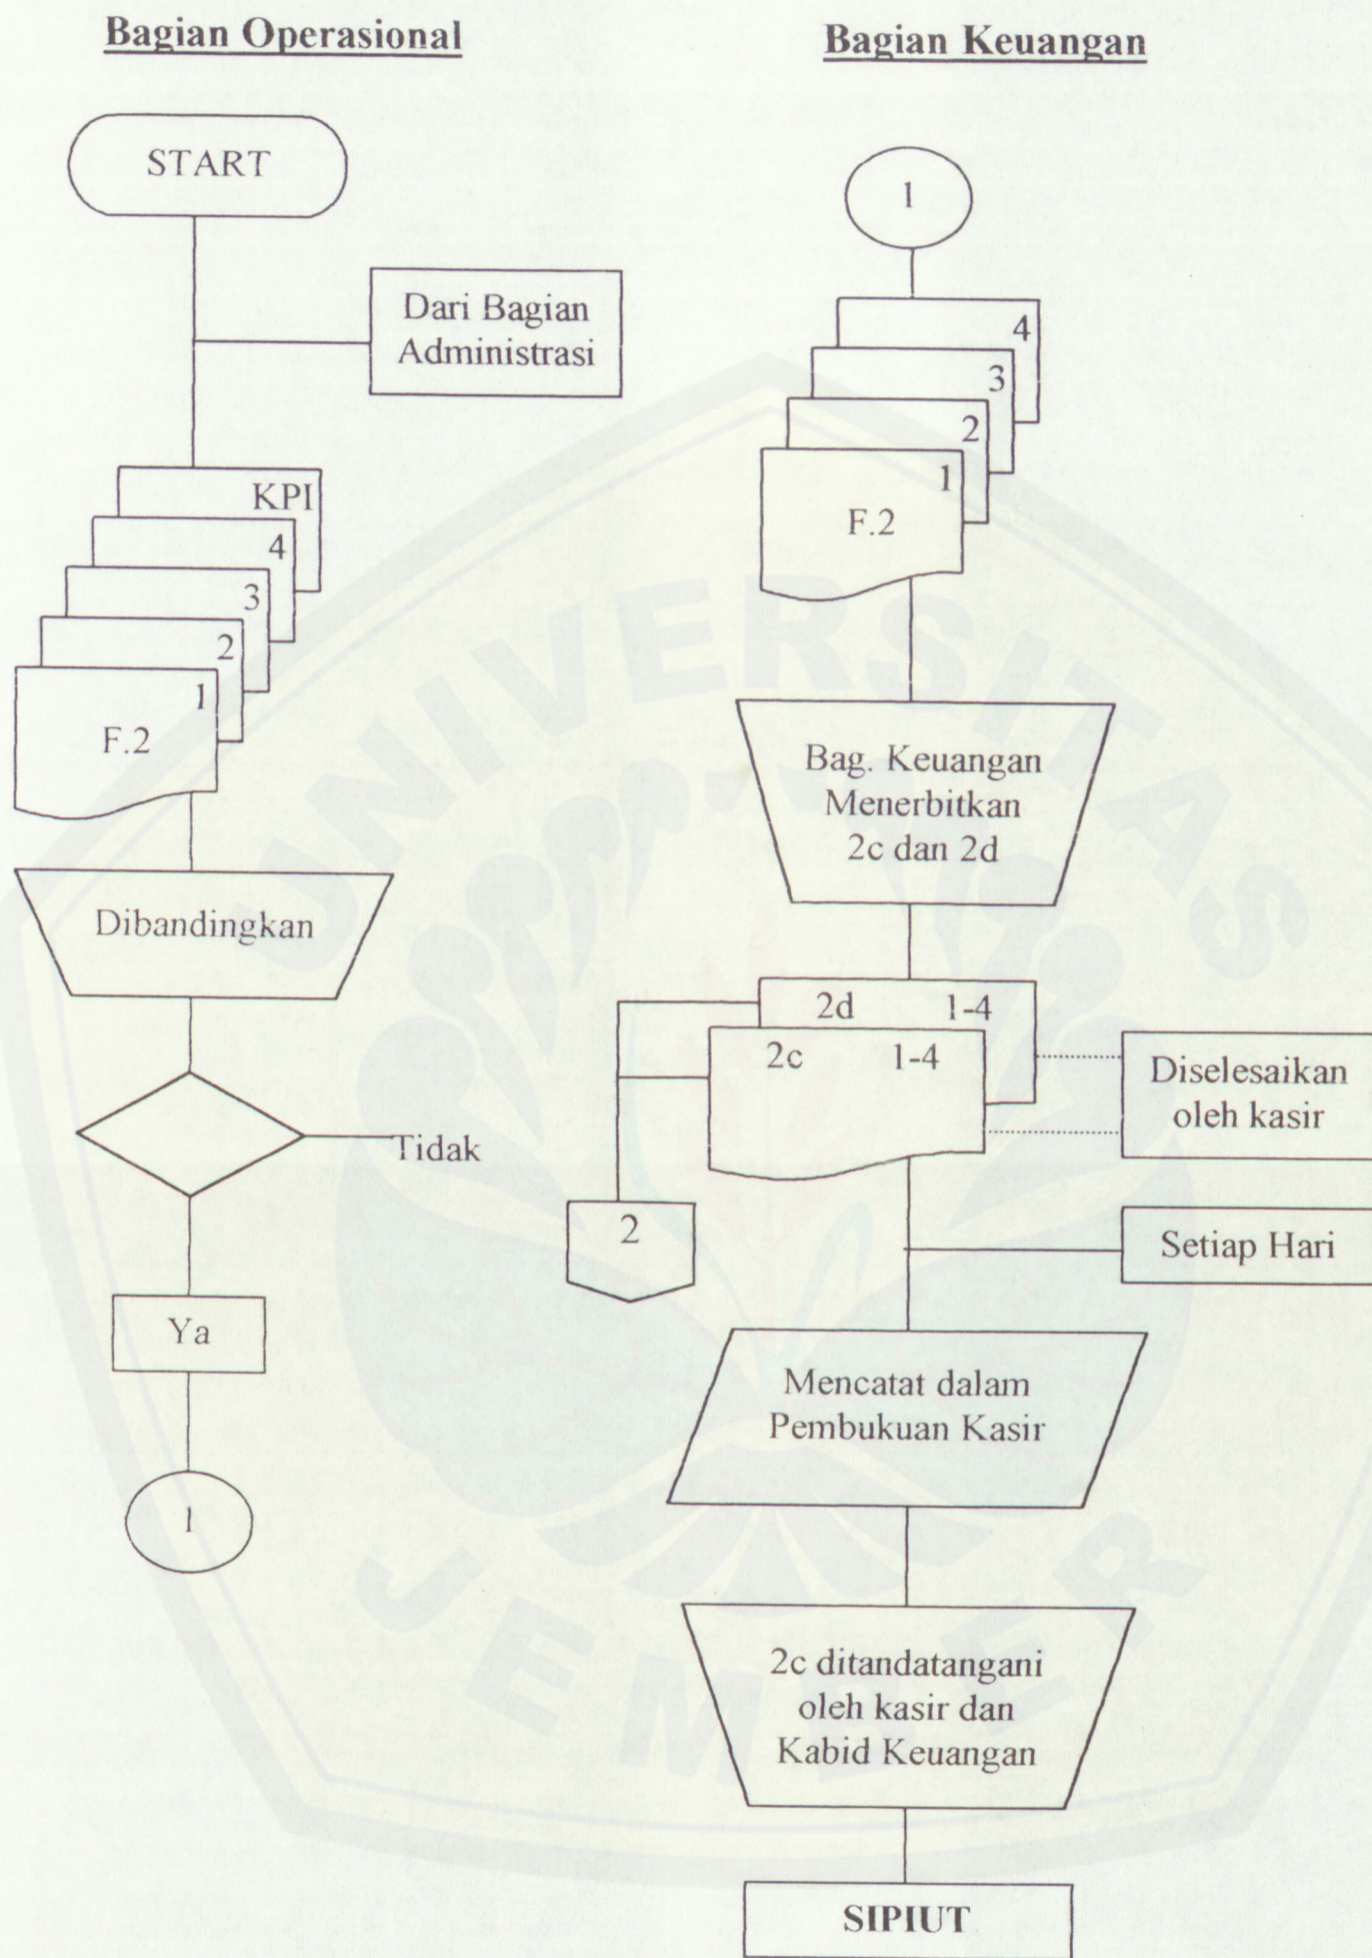 Bagian Operasional
START
Dari Bagian
Administrasi
KPI
4
3
2
1
F.2
Dibandingkan
Tidak
Ya
1
Bagian Keuangan
1
4
3
2
1
F.2
Bag. Keuangan
Menerbitkan
2c dan 2d
2d 1-4
2c 1-4
Diselesaikan
oleh kasir
2
Setiap Hari
Mencatat dalam
Pembukuan Kasir
2c ditandatangani
oleh kasir dan
Kabid Keuangan
SIPIUT
UNIVERSITAS
JEMBER